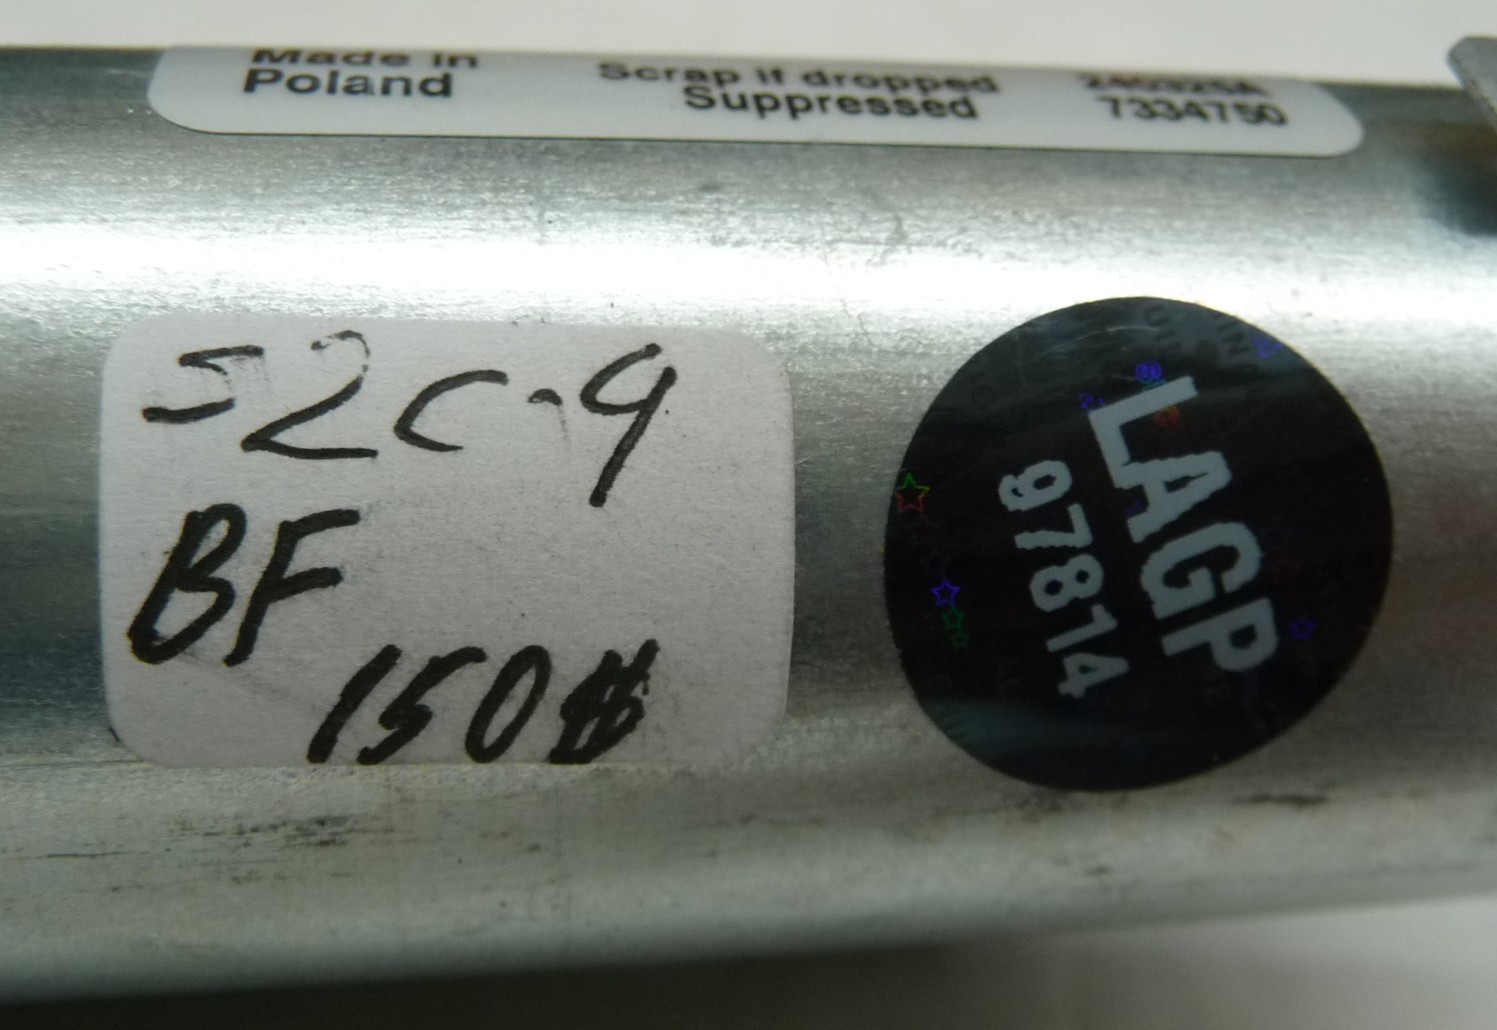 Made in
Poland
Scrap if dropped
Suppressed
7334750
52C-9
BF
150$
LAGP
97814